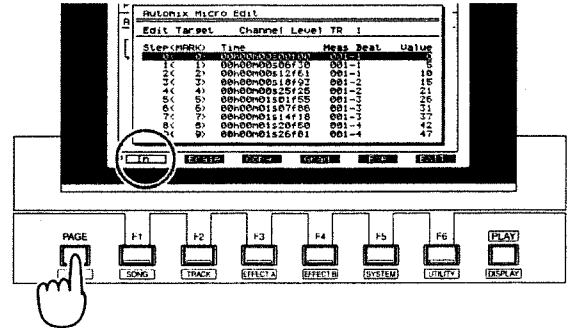 Automix Micro Edit
Edit Target Channel Level TR 1
Step(MARK) Time Meas Beat Value
0( 0) 00h00m00s00f00 001-1 0
1( 1) 00h00m00s06f30 001-1 5
2( 2) 00h00m00s12f61 001-1 10
3( 3) 00h00m00s18f93 001-2 15
4( 4) 00h00m00s25f25 001-2 21
5( 5) 00h00m01s01f55 001-3 26
6( 6) 00h00m01s07f86 001-3 31
7( 7) 00h00m01s14f18 001-3 37
8( 8) 00h00m01s20f50 001-4 42
9( 9) 00h00m01s26f81 001-4 47
In Erase Copy
PAGE F1 F2 F3 F4 F5 F6 PLAY
SONG TRACK EFFECT A EFFECT B SYSTEM UTILITY DISPLAY